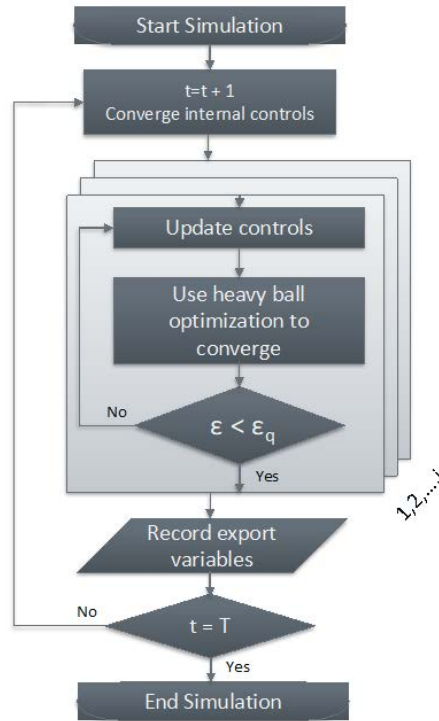 Start Simulation
t=t + 1
Converge internal controls
Update controls
Use heavy ball
optimization to
converge
No
ε < ε_q
Yes
1,2,...i
Record export
variables
No
t = T
Yes
End Simulation